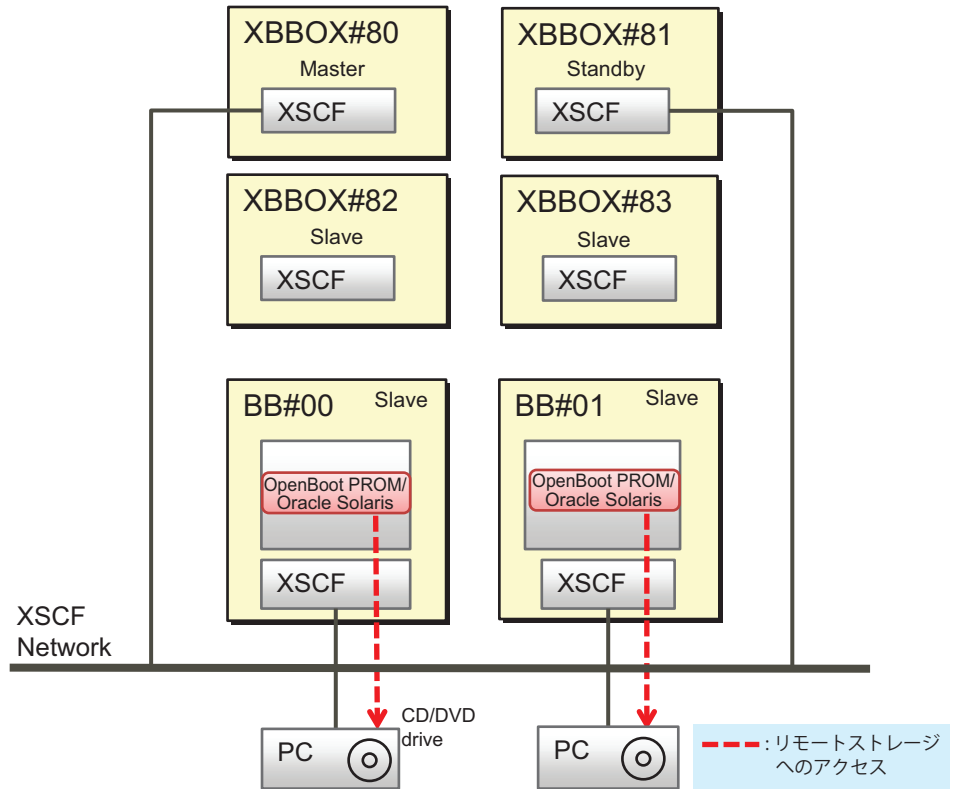 XBBOX#80
Master
XSCF
XBBOX#81
Standby
XSCF
XBBOX#82
Slave
XSCF
XBBOX#83
Slave
XSCF
BB#00
Slave
OpenBoot PROM/
Oracle Solaris
XSCF
BB#01
Slave
OpenBoot PROM/
Oracle Solaris
XSCF
XSCF
Network
PC
CD/DVD
drive
PC
:リモートストレージ
へのアクセス